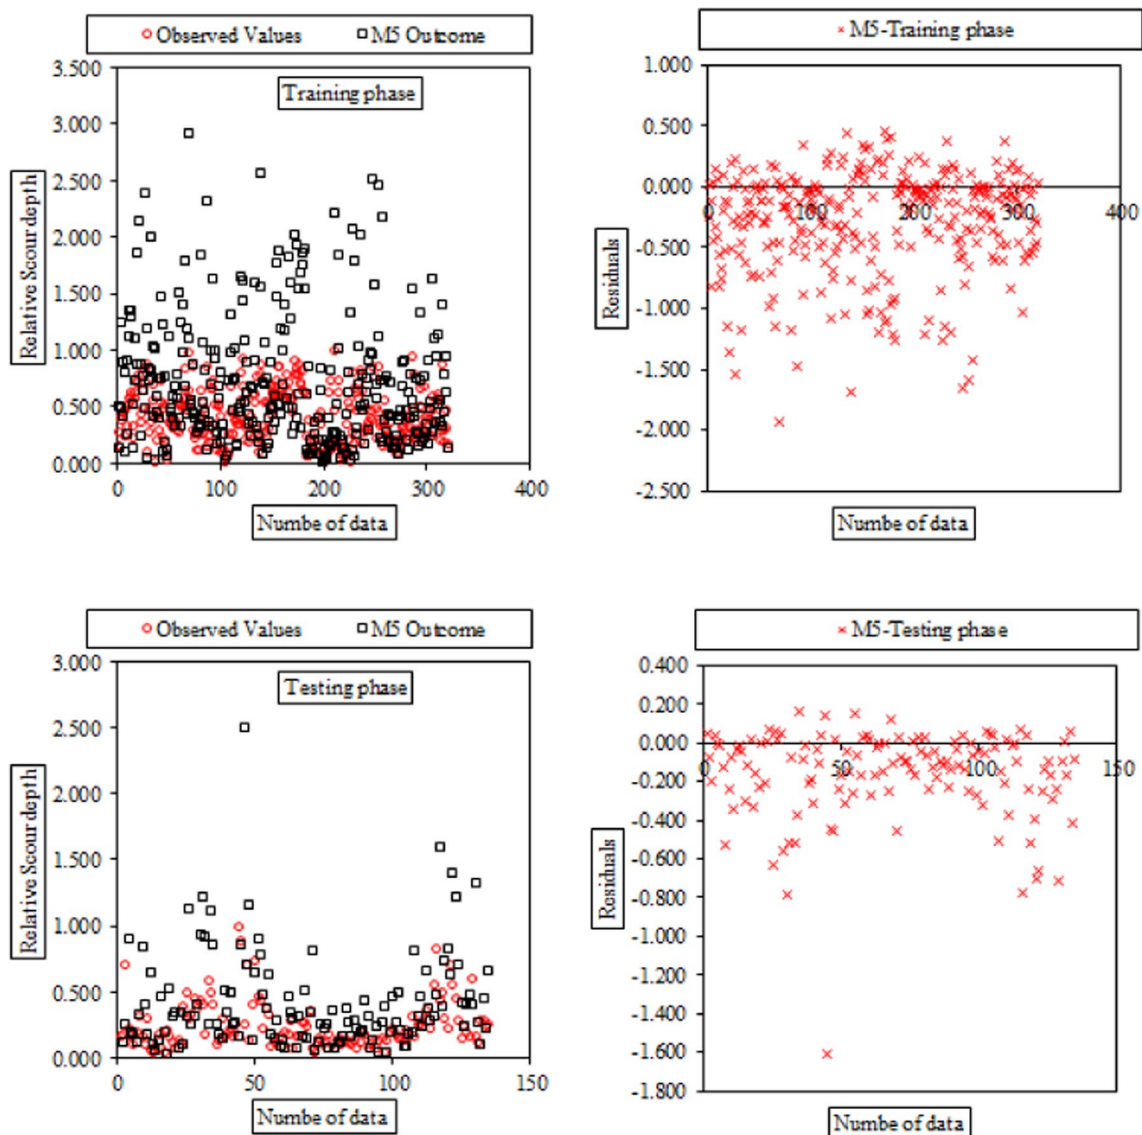 Observed Values M5 Outcome
Training phase
3.500
3.000
2.500
2.000
1.500
1.000
0.500
0.000
0 100 200 300 400
Relative Scour depth
Numbe of data
M5-Training phase
1.000
0.500
0.000
-0.500
-1.000
-1.500
-2.000
-2.500
0 100 200 300 400
Residuals
Numbe of data
Observed Values M5 Outcome
Testing phase
3.000
2.500
2.000
1.500
1.000
0.500
0.000
0 50 100 150
Relative Scour depth
Numbe of data
M5-Testing phase
0.400
0.200
0.000
-0.200
-0.400
-0.600
-0.800
-1.000
-1.200
-1.400
-1.600
-1.800
0 50 100 150
Residuals
Numbe of data